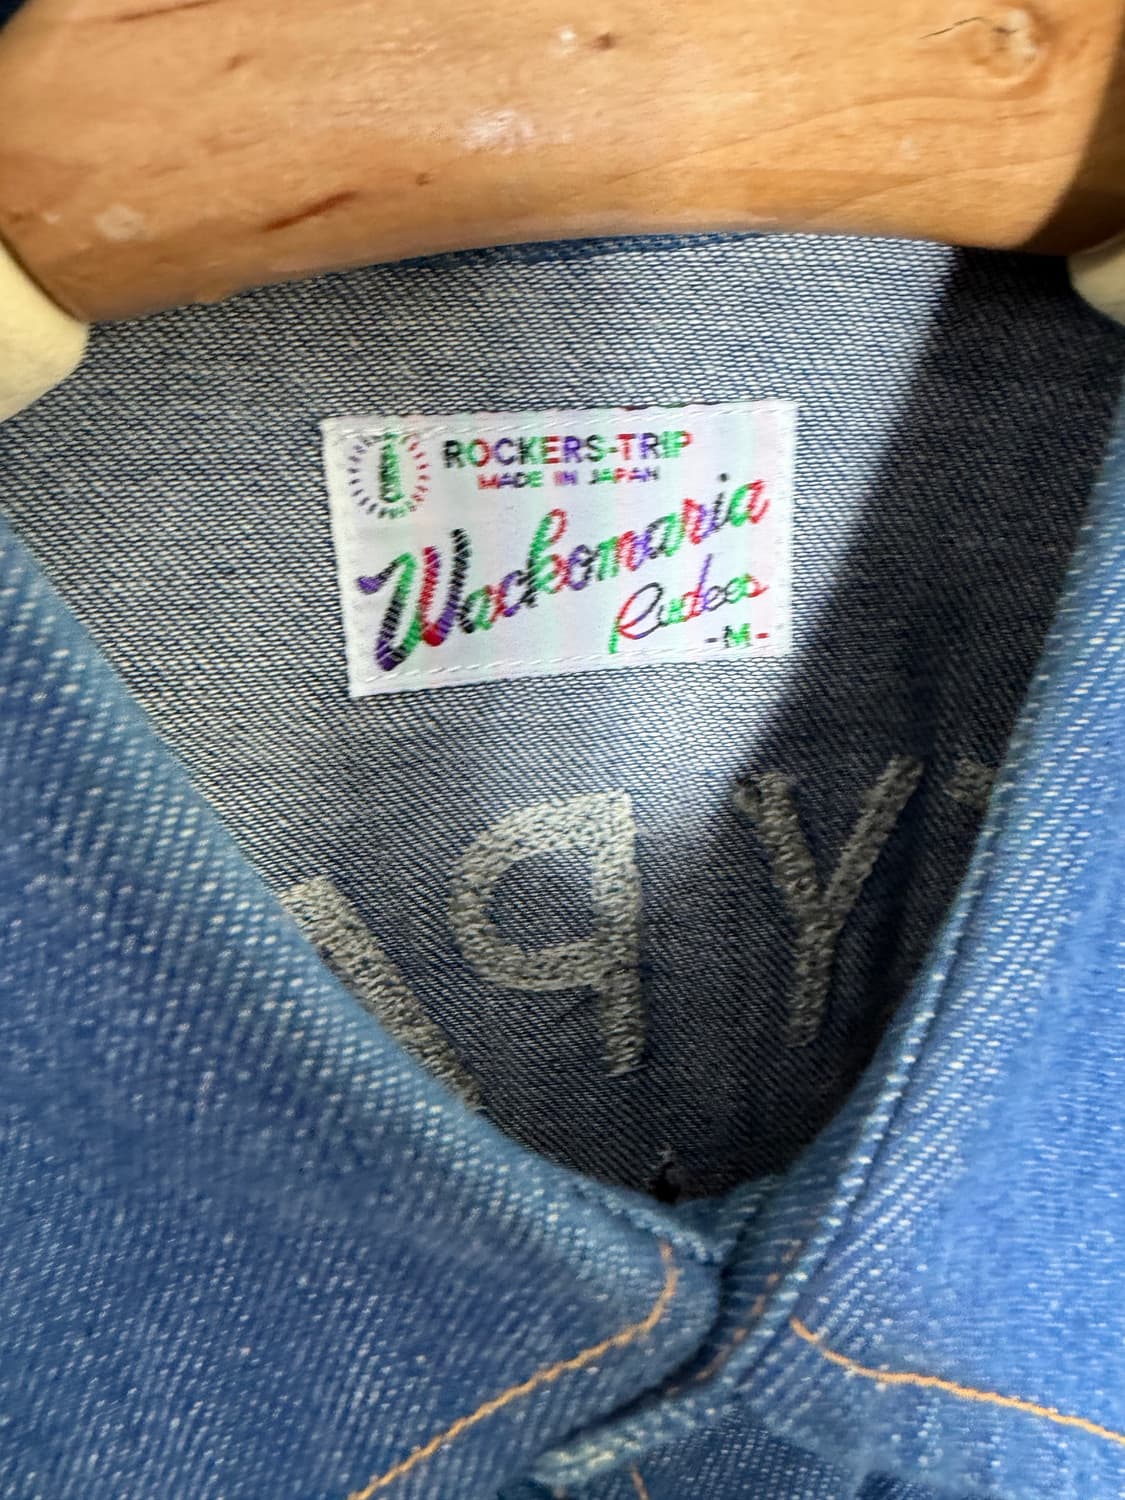 ROCKERS-TRIP
MADE IN JAPAN
Wackomaria
Rudees
-M-